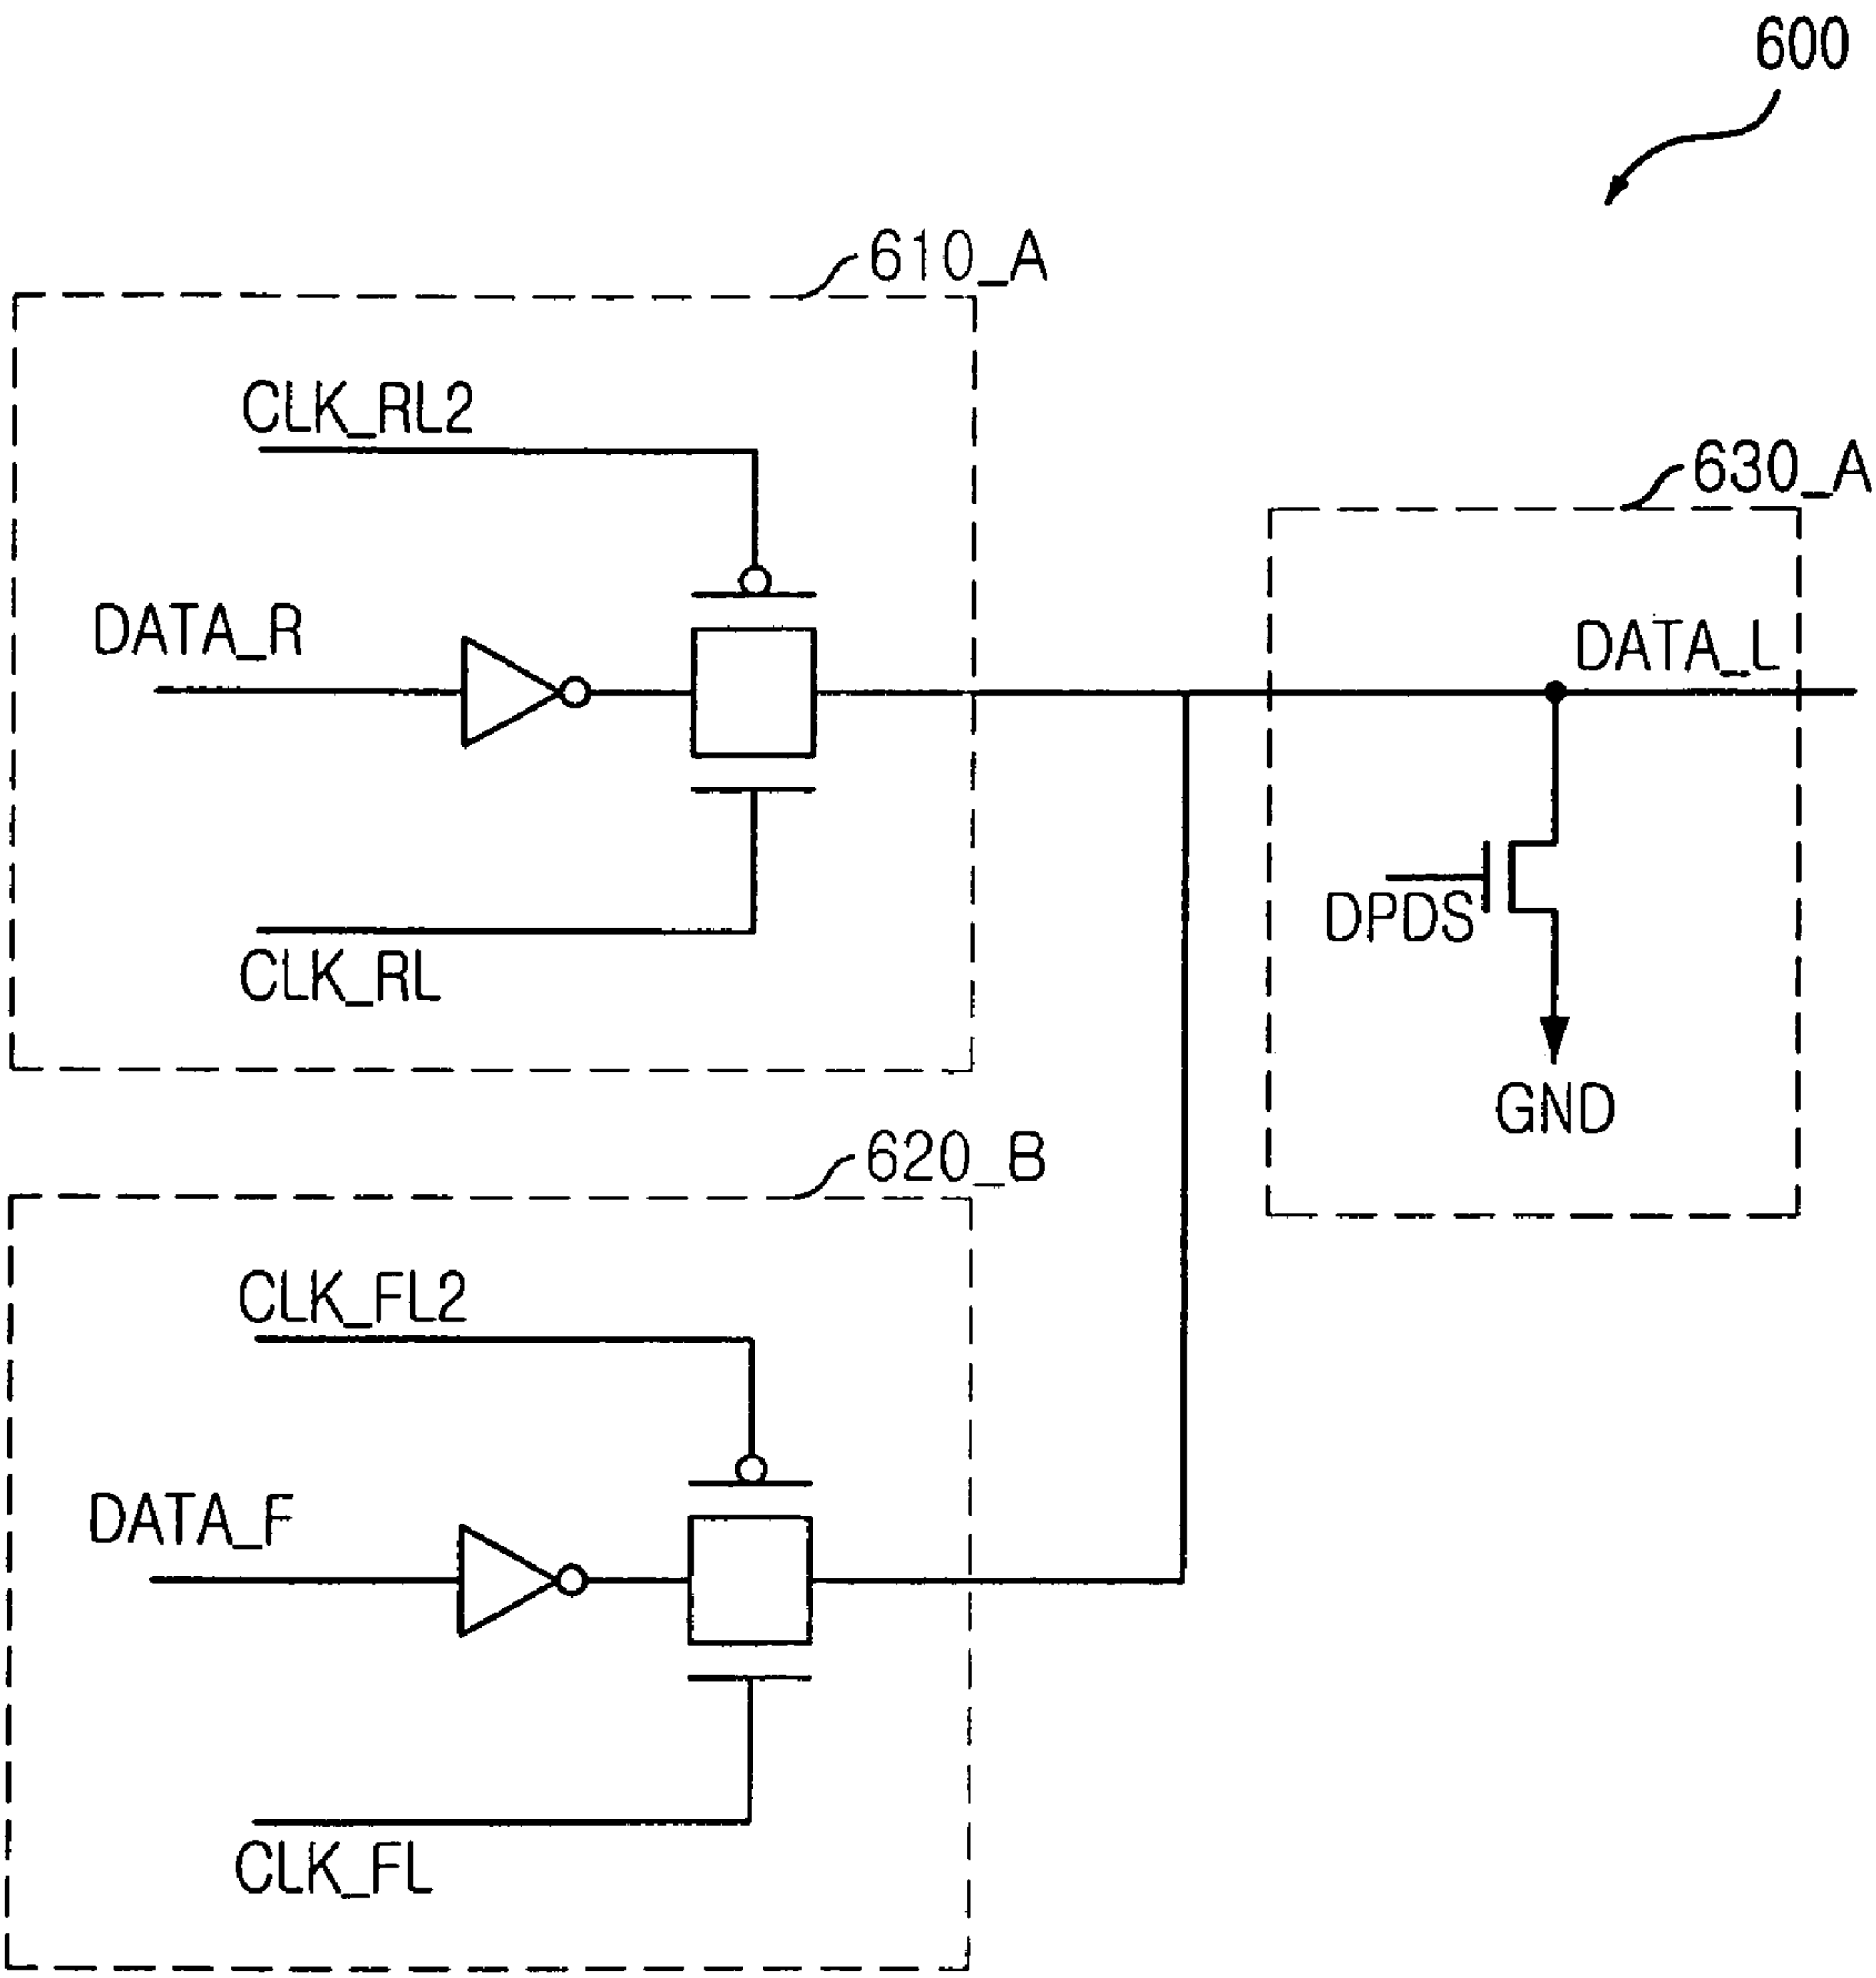 600
610_A
CLK_RL2
630_A
DATA_R
DATA_L
DPDS
CLK_RL
GND
620_B
CLK_FL2
DATA_F
CLK_FL